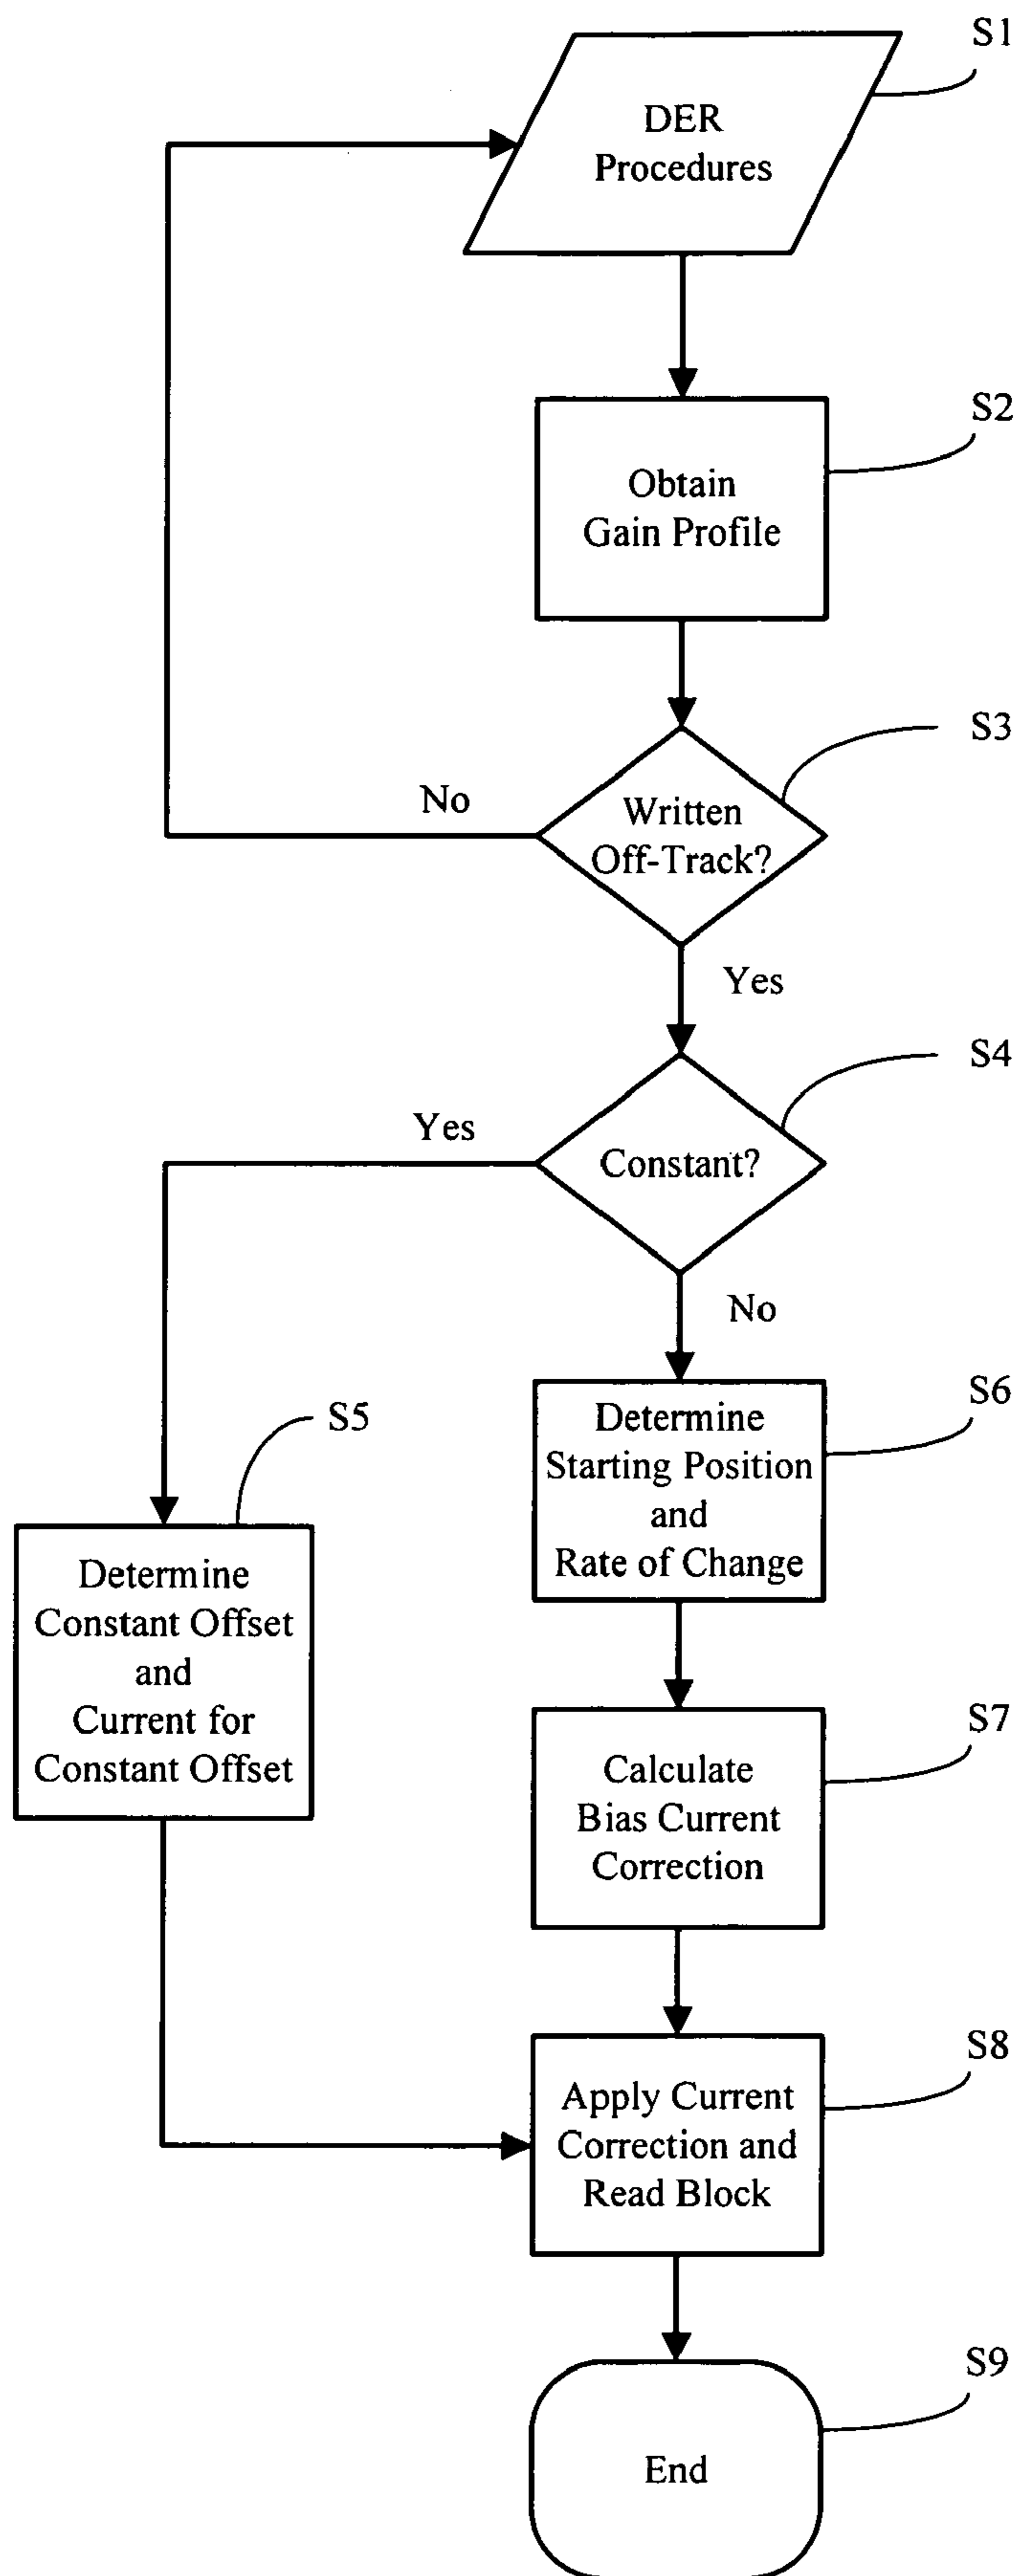 S1
DER
Procedures
S2
Obtain
Gain Profile
S3
No
Written
Off-Track?
Yes
S4
Yes
Constant?
No
S6
Determine
Starting Position
and
Rate of Change
S5
Determine
Constant Offset
and
Current for
Constant Offset
S7
Calculate
Bias Current
Correction
S8
Apply Current
Correction and
Read Block
S9
End